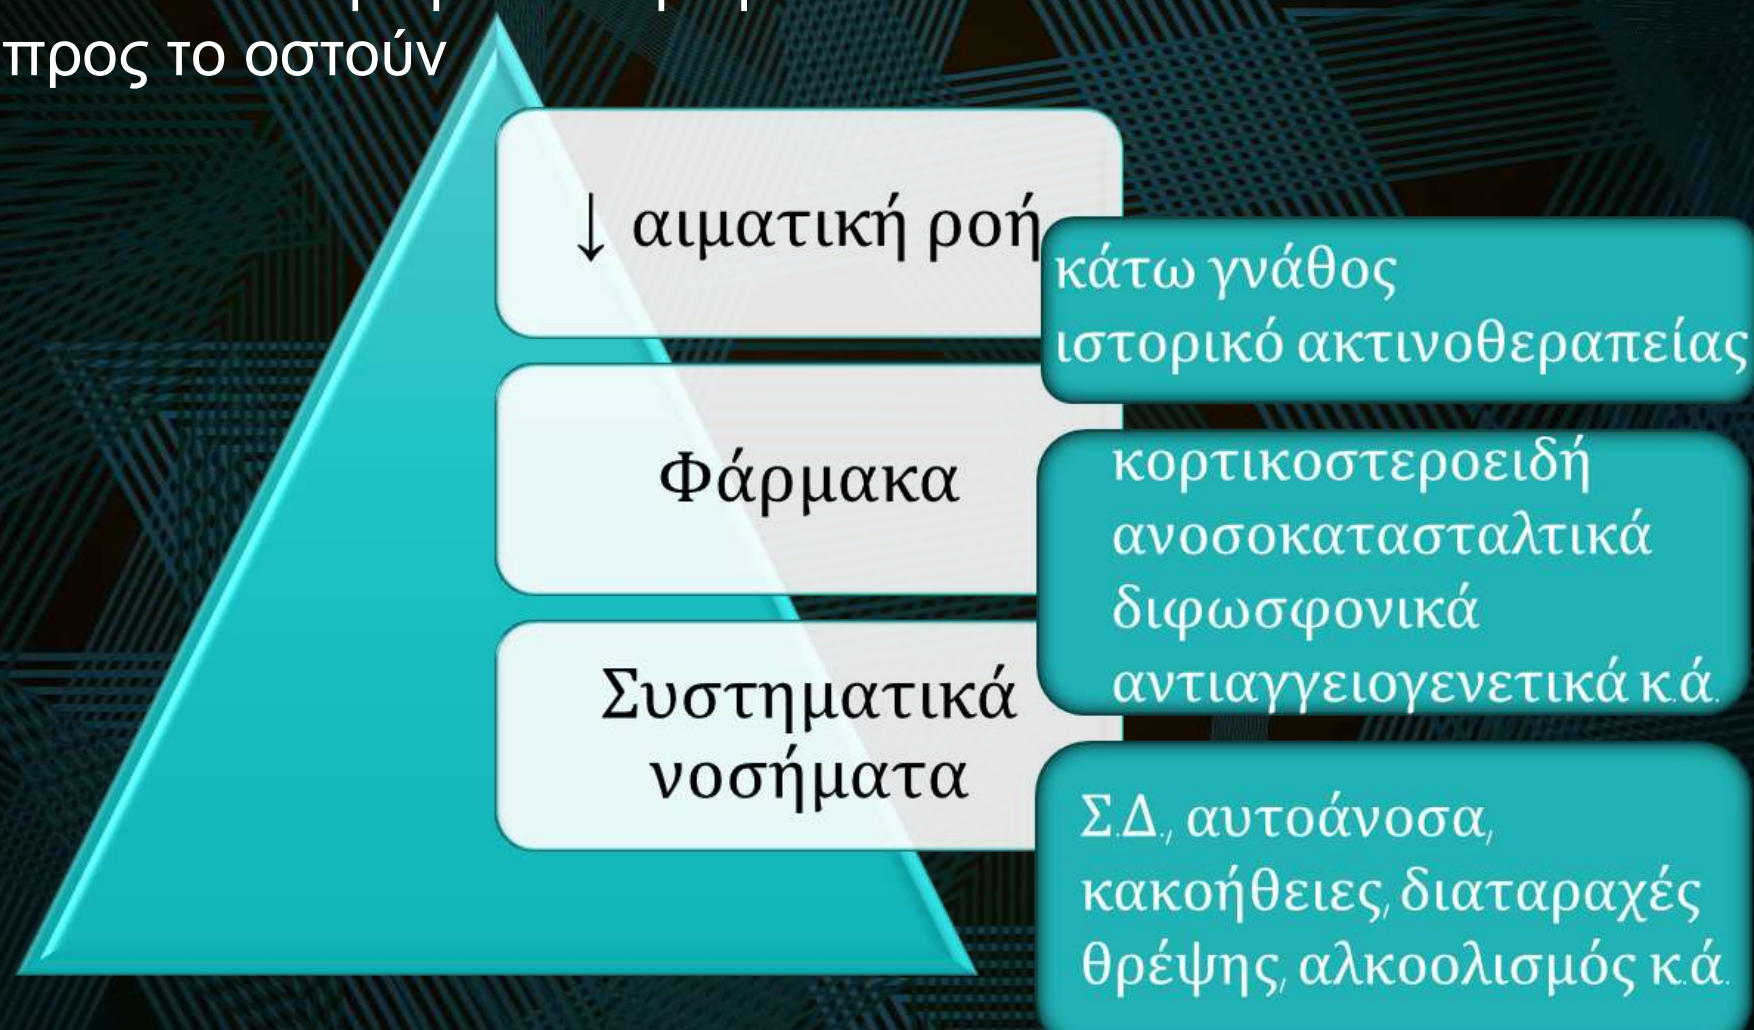 προς το οστούν
↓ αιματική ροή
κάτω γνάθος
ιστορικό ακτινοθεραπείας
Φάρμακα
κορτικοστεροειδή
ανοσοκατασταλτικά
διφωσφονικά
αντιαγγειογενετικά κ.ά.
Συστηματικά
νοσήματα
Σ.Δ., αυτοάνοσα,
κακοήθειες, διαταραχές
θρέψης, αλκοολισμός κ.ά.